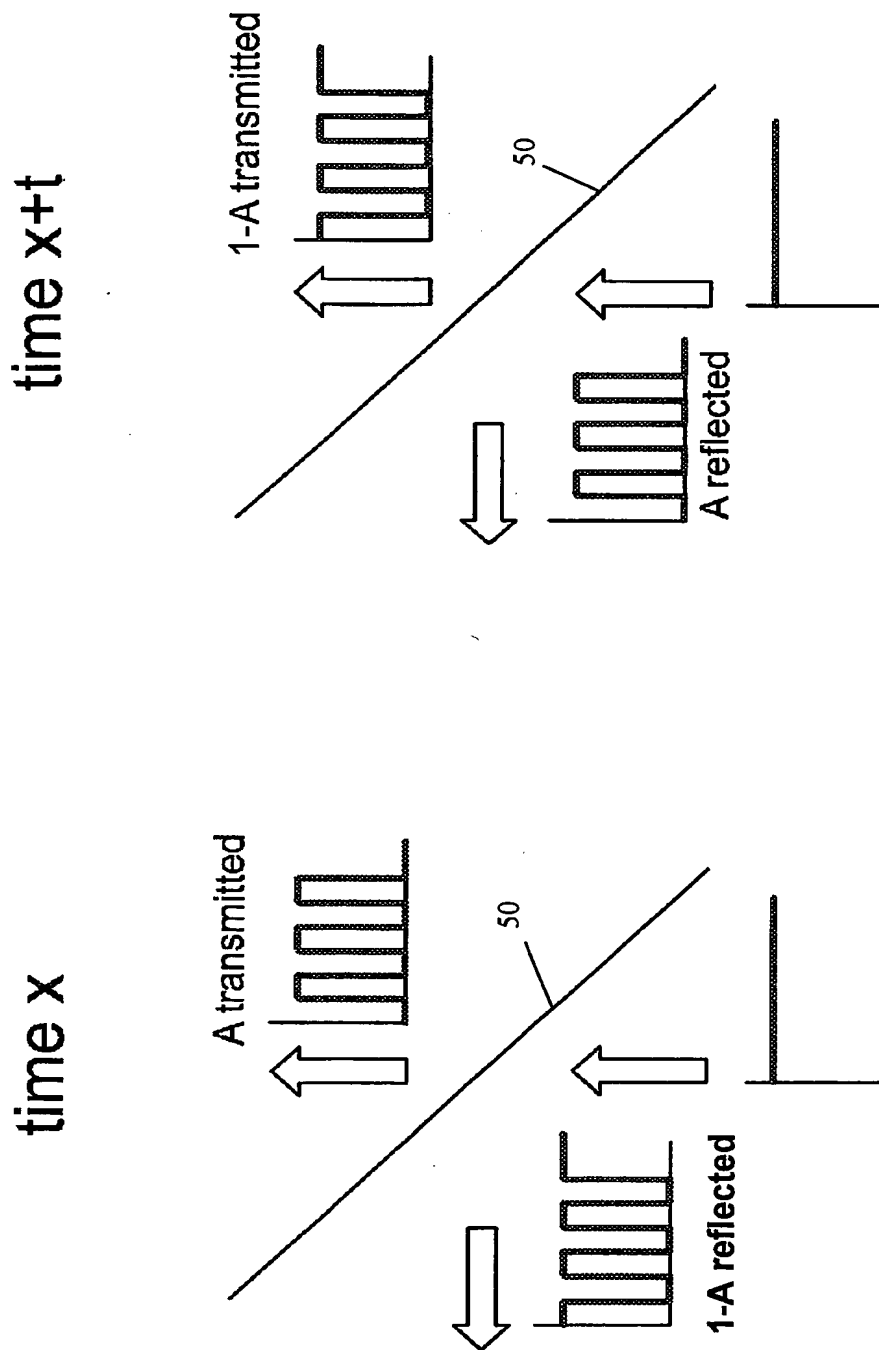 time x
time x+t
A transmitted
1-A transmitted
50
50
1-A reflected
A reflected